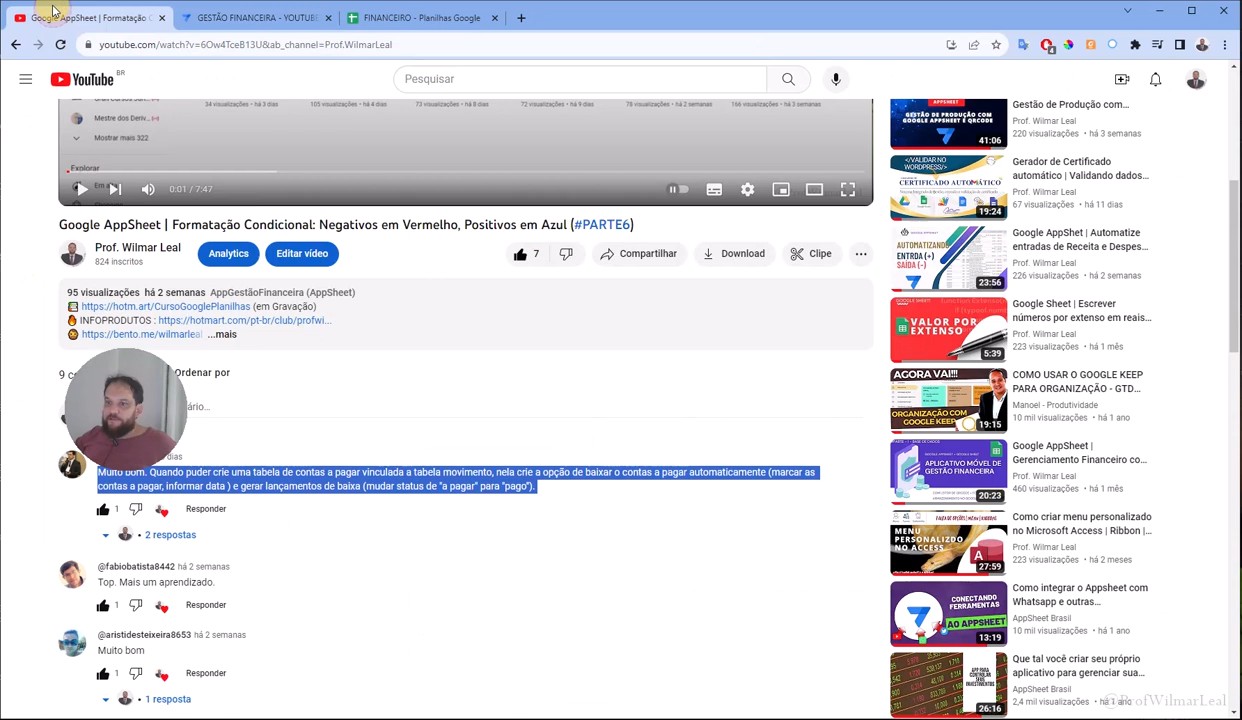 Google AppSheet | Formatação C
GESTÃO FINANCEIRA - YOUTUBE
FINANCEIRO - Planilhas Google
youtube.com/watch?v=6Ow4TceB13U&ab_channel=Prof.WilmarLeal
4
YouTube
BR
Pesquisar
34 visualizações • há 3 dias
105 visualizações • há 4 dias
73 visualizações • há 8 dias
72 visualizações • há 9 dias
78 visualizações • há 2 semanas
166 visualizações • há 3 semanas
Mestre dos Deriv...
Mostrar mais 322
Explorar
0:01 / 7:47
Google AppSheet | Formatação Condicional: Negativos em Vermelho, Positivos em Azul (#PARTE6)
Prof. Wilmar Leal
824 inscritos
Analytics
Editar vídeo
7
Compartilhar
Download
Clipe
95 visualizações há 2 semanas AppGestãoFinanceira (AppSheet)
https://hotm.art/CursoGooglePlanilhas (em Gravação)
INFOPRODUTOS : https://hotmart.com/pt-br/club/profwi...
https://bento.me/wilmarleal ...mais
Ordenar por
dias
Muito bom. Quando puder crie uma tabela de contas a pagar vinculada a tabela movimento, nela crie a opção de baixar o contas a pagar automaticamente (marcar as
contas a pagar, informar data ) e gerar lançamentos de baixa (mudar status de "a pagar" para "pago").
1
Responder
2 respostas
@fabiobatista8442 há 2 semanas
Top. Mais um aprendizado.
1
Responder
@aristidesteixeira8653 há 2 semanas
Muito bom
1
Responder
1 resposta
APPSHEET
GESTÃO DE PRODUÇÃO COM
GOOGLE APPSHEET E QRCODE
41:06
Gestão de Produção com...
Prof. Wilmar Leal
220 visualizações • há 3 semanas
</VALIDAR NO
WORDPRESS/>
CERTIFICADO AUTOMÁTICO
19:24
Gerador de Certificado
automático | Validando dados...
Prof. Wilmar Leal
67 visualizações • há 11 dias
AUTOMATIZANDO
ENTRADA (+)
SAÍDA (-)
23:56
Google AppShet | Automatize
entradas de Receita e Despes...
Prof. Wilmar Leal
226 visualizações • há 2 semanas
VALOR POR
EXTENSO
5:39
Google Sheet | Escrever
números por extenso em reais...
Prof. Wilmar Leal
223 visualizações • há 1 mês
AGORA VAI!!!
ORGANIZAÇÃO COM
GOOGLE KEEP
19:15
COMO USAR O GOOGLE KEEP
PARA ORGANIZAÇÃO - GTD...
Manoel - Produtividade
10 mil visualizações • há 1 ano
APLICATIVO MÓVEL DE
GESTÃO FINANCEIRA
20:23
Google AppSheet |
Gerenciamento Financeiro co...
Prof. Wilmar Leal
460 visualizações • há 1 mês
MENU
PERSONALIZADO
NO ACCESS
27:59
Como criar menu personalizado
no Microsoft Access | Ribbon |...
Prof. Wilmar Leal
223 visualizações • há 2 meses
CONECTANDO
FERRAMENTAS
AO APPSHEET
13:19
Como integrar o Appsheet com
Whatsapp e outras...
AppSheet Brasil
10 mil visualizações • há 1 ano
APP PARA
CONTROLAR
SEUS
INVESTIMENTOS
26:16
Que tal você criar seu próprio
aplicativo para gerenciar sua...
AppSheet Brasil
2,4 mil visualizações • há 1 ano
@ProfWilmarLeal